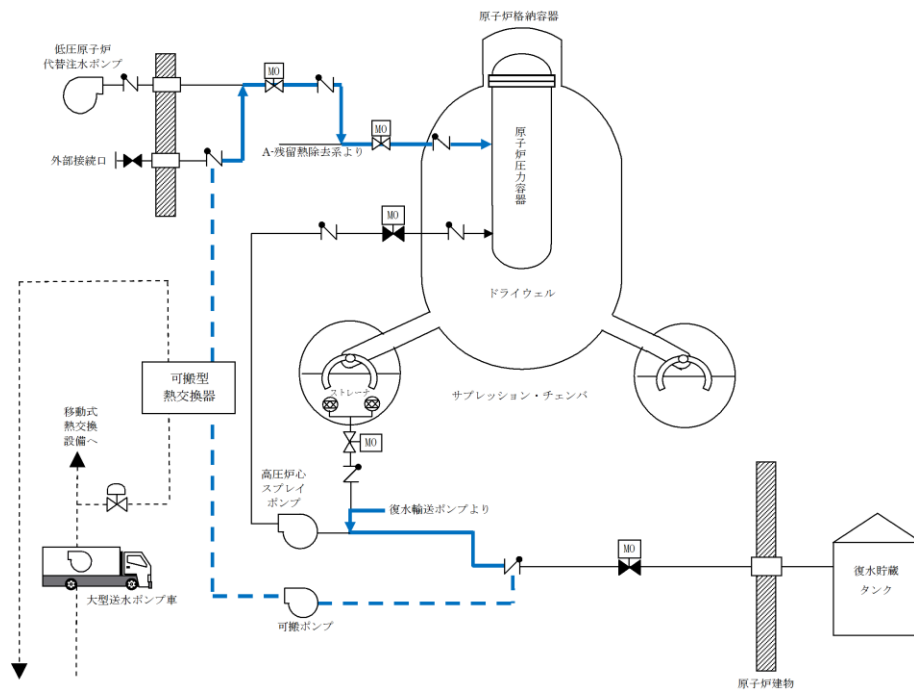 原子炉格納容器
低圧原子炉
代替注水ポンプ
MO
MO
A-残留熱除去系より
外部接続口
原子炉圧力容器
MO
ドライウェル
可搬型
熱交換器
ストレーナ
サプレッション・チェンバ
移動式
熱交換
設備へ
MO
高圧炉心
スプレイ
ポンプ
復水輸送ポンプより
MO
復水貯蔵
タンク
大型送水ポンプ車
可搬ポンプ
原子炉建物